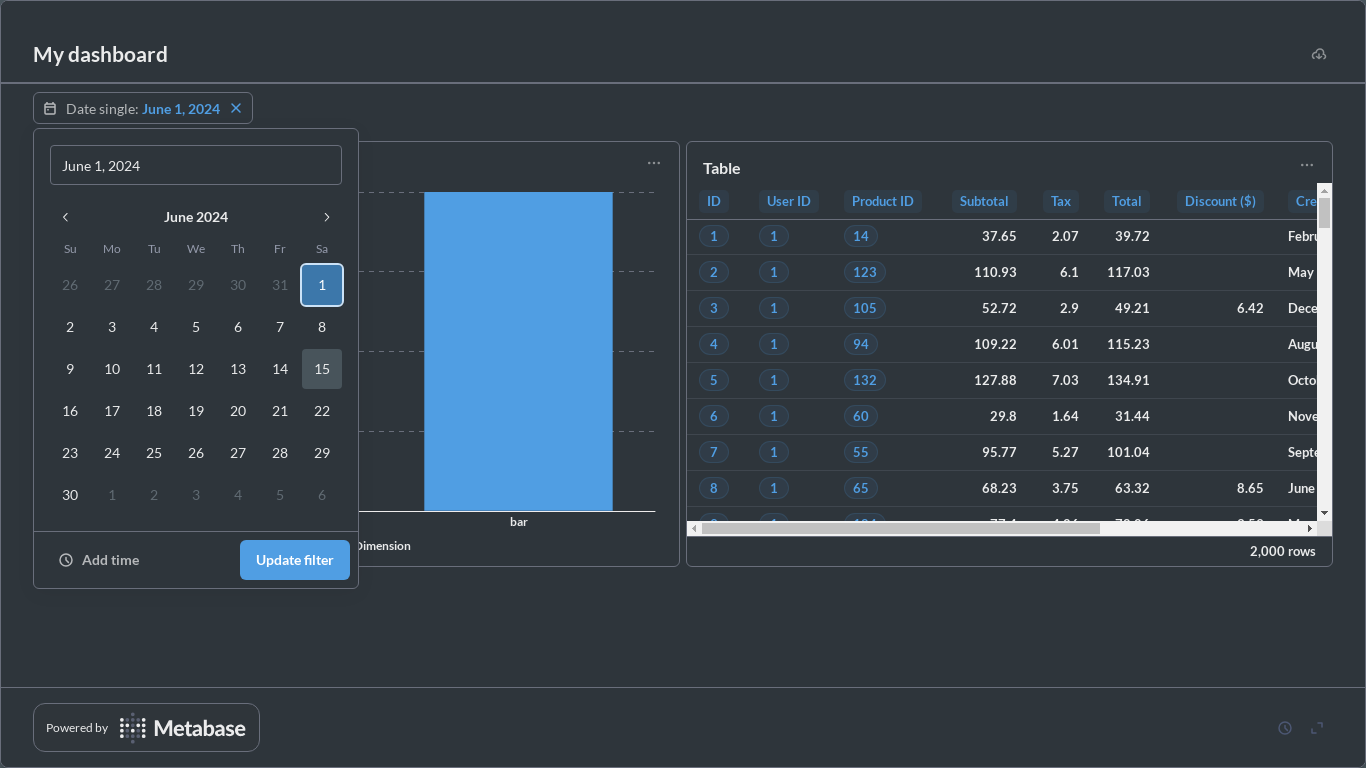 My dashboard
Date single: June 1, 2024
June 1, 2024
June 2024
Su Mo Tu We Th Fr Sa
26 27 28 29 30 31 1
2 3 4 5 6 7 8
9 10 11 12 13 14 15
16 17 18 19 20 21 22
23 24 25 26 27 28 29
30 1 2 3 4 5 6
Add time Update filter
bar
Dimension
Table
ID User ID Product ID Subtotal Tax Total Discount ($) Cre
1 1 14 37.65 2.07 39.72 Febru
2 1 123 110.93 6.1 117.03 May
3 1 105 52.72 2.9 49.21 6.42 Dece
4 1 94 109.22 6.01 115.23 Augu
5 1 132 127.88 7.03 134.91 Octo
6 1 60 29.8 1.64 31.44 Nove
7 1 55 95.77 5.27 101.04 Septe
8 1 65 68.23 3.75 63.32 8.65 June
2,000 rows
Powered by Metabase